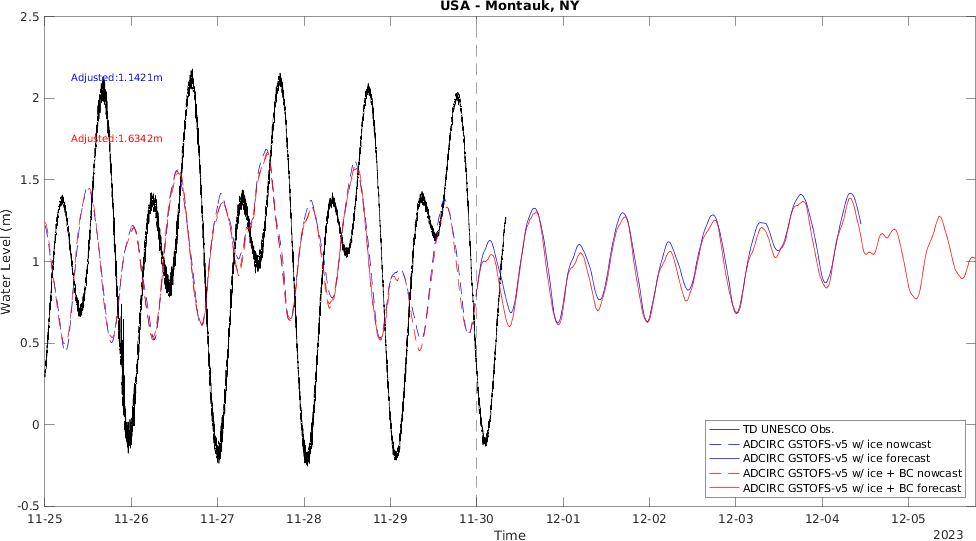 USA - Montauk, NY
2.5
2
1.5
1
0.5
0
-0.5
Water Level (m)
Adjusted:1.1421m
Adjusted:1.6342m
TD UNESCO Obs.
ADCIRC GSTOFS-v5 w/ ice nowcast
ADCIRC GSTOFS-v5 w/ ice forecast
ADCIRC GSTOFS-v5 w/ ice + BC nowcast
ADCIRC GSTOFS-v5 w/ ice + BC forecast
11-25 11-26 11-27 11-28 11-29 11-30 12-01 12-02 12-03 12-04 12-05
Time
2023